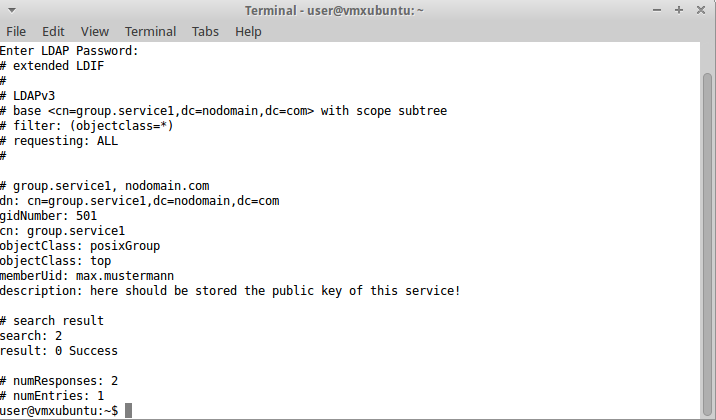 Terminal - user@vmxubuntu: ~
File Edit View Terminal Tabs Help
Enter LDAP Password:
# extended LDIF
#
# LDAPv3
# base <cn=group.service1,dc=nodomain,dc=com> with scope subtree
# filter: (objectclass=*)
# requesting: ALL
#
# group.service1, nodomain.com
dn: cn=group.service1,dc=nodomain,dc=com
gidNumber: 501
cn: group.service1
objectClass: posixGroup
objectClass: top
memberUid: max.mustermann
description: here should be stored the public key of this service!
# search result
search: 2
result: 0 Success
# numResponses: 2
# numEntries: 1
user@vmxubuntu:~$